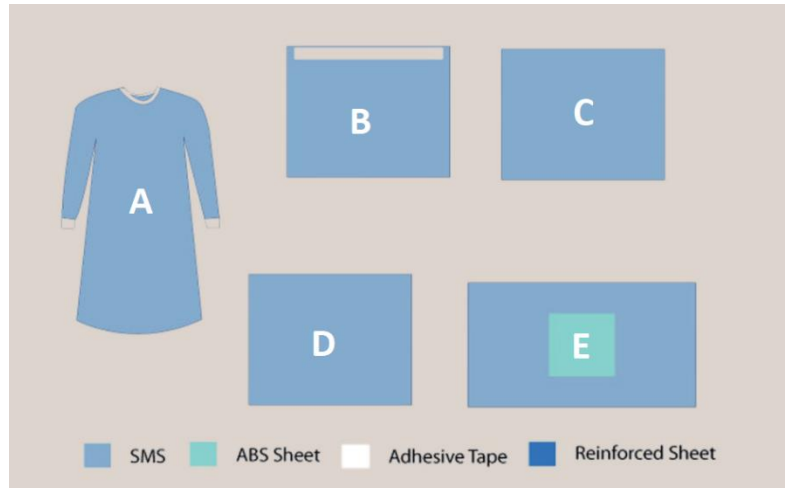 A
B
C
D
E
SMS
ABS Sheet
Adhesive Tape
Reinforced Sheet